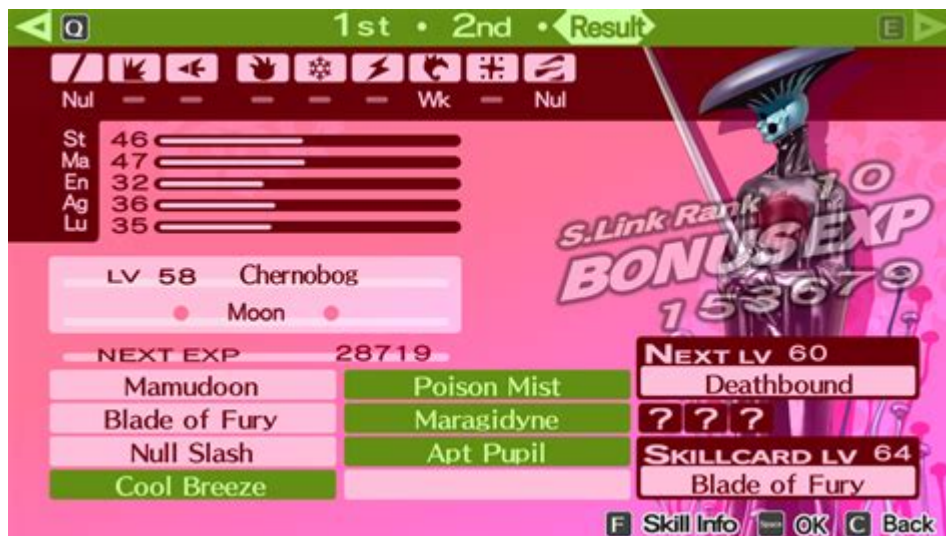 Q 1st • 2nd • Result E
Nul – – – – – Wk – Nul
St 46
Ma 47
En 32
Ag 36
Lu 35
S.Link Rank 10
BONUS EXP
153679
LV 58 Chernobog
Moon
NEXT EXP 28719
Mamudoon Poison Mist
Blade of Fury Maragidyne
Null Slash Apt Pupil
Cool Breeze
NEXT LV 60
Deathbound
? ? ?
SKILLCARD LV 64
Blade of Fury
F Skill Info Space OK C Back